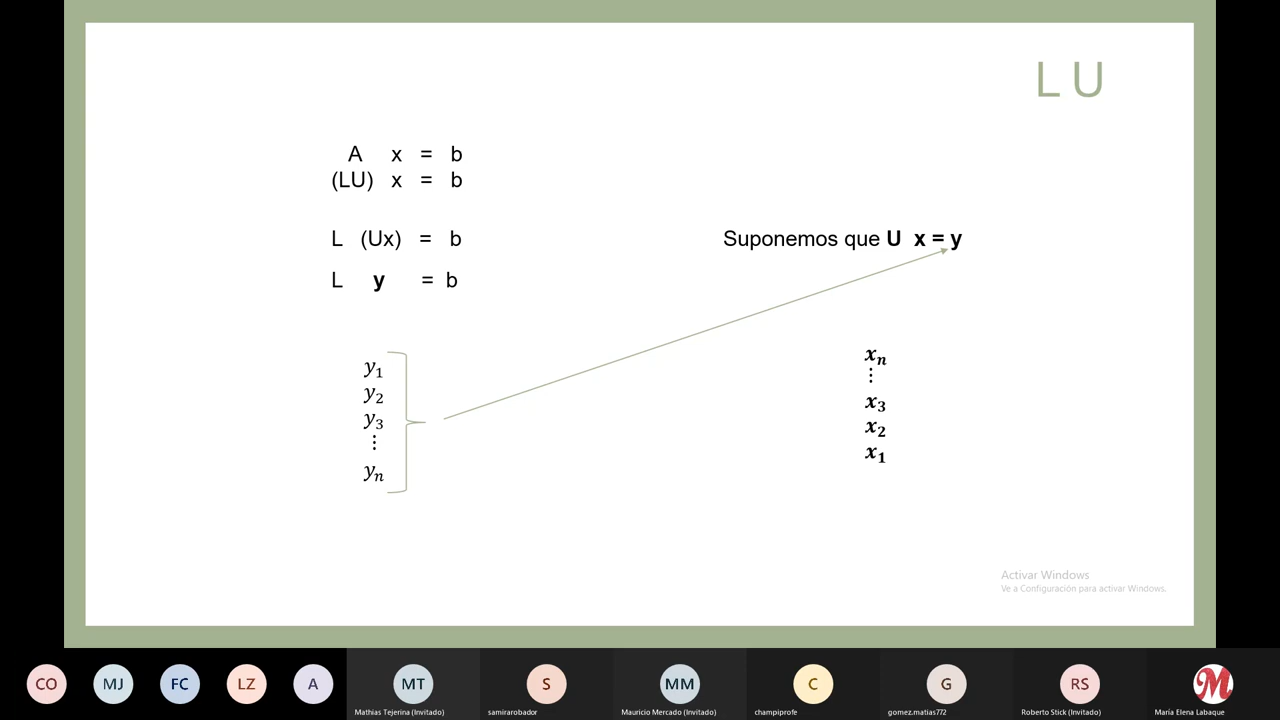 L U
A x = b
(LU) x = b
L (Ux) = b
Suponemos que U x = y
L y = b
y₁
y₂
y₃
⋮
yₙ
xₙ
⋮
x₃
x₂
x₁
Activar Windows
Ve a Configuración para activar Windows.
CO
MJ
FC
LZ
A
MT
S
MM
C
G
RS
M
Mathias Tejerina (Invitado)
samirarobador
Mauricio Mercado (Invitado)
champiprofe
gomez.matias772
Roberto Stick (Invitado)
María Elena Labaque